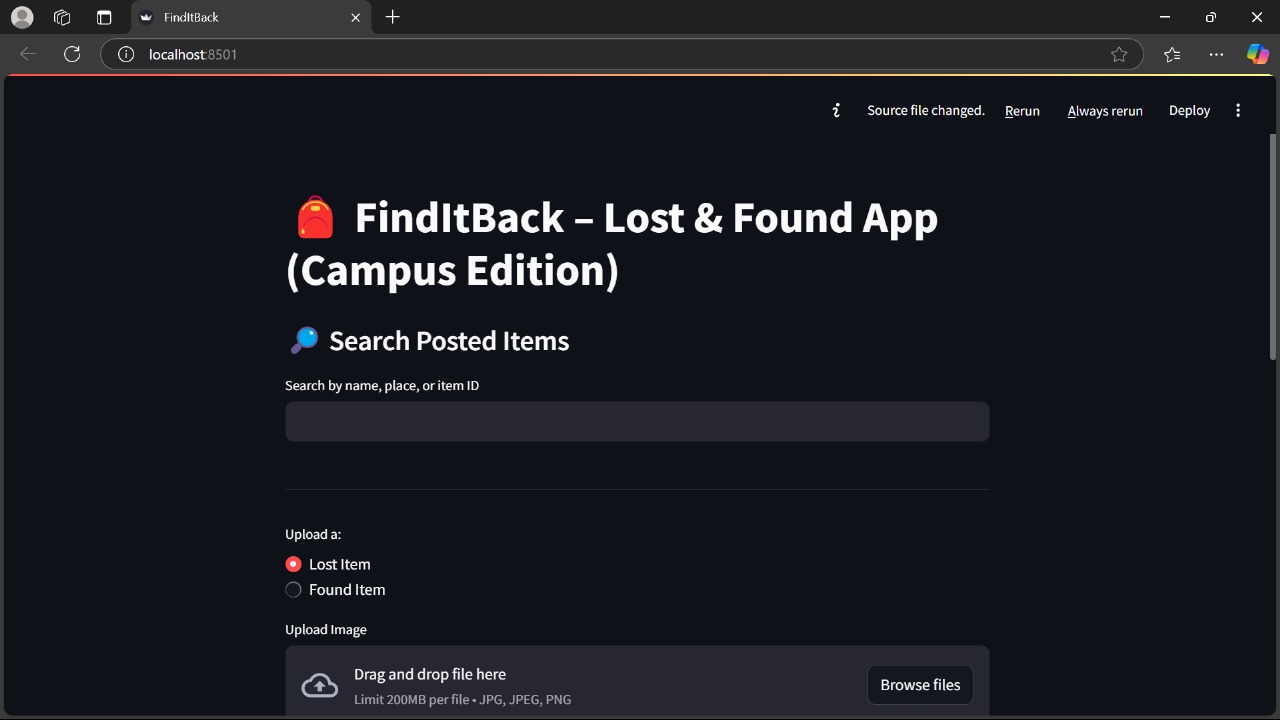 FindItBack
localhost:8501
Source file changed. Rerun Always rerun Deploy
FindItBack – Lost & Found App
(Campus Edition)
Search Posted Items
Search by name, place, or item ID
Upload a:
Lost Item
Found Item
Upload Image
Drag and drop file here
Limit 200MB per file • JPG, JPEG, PNG
Browse files